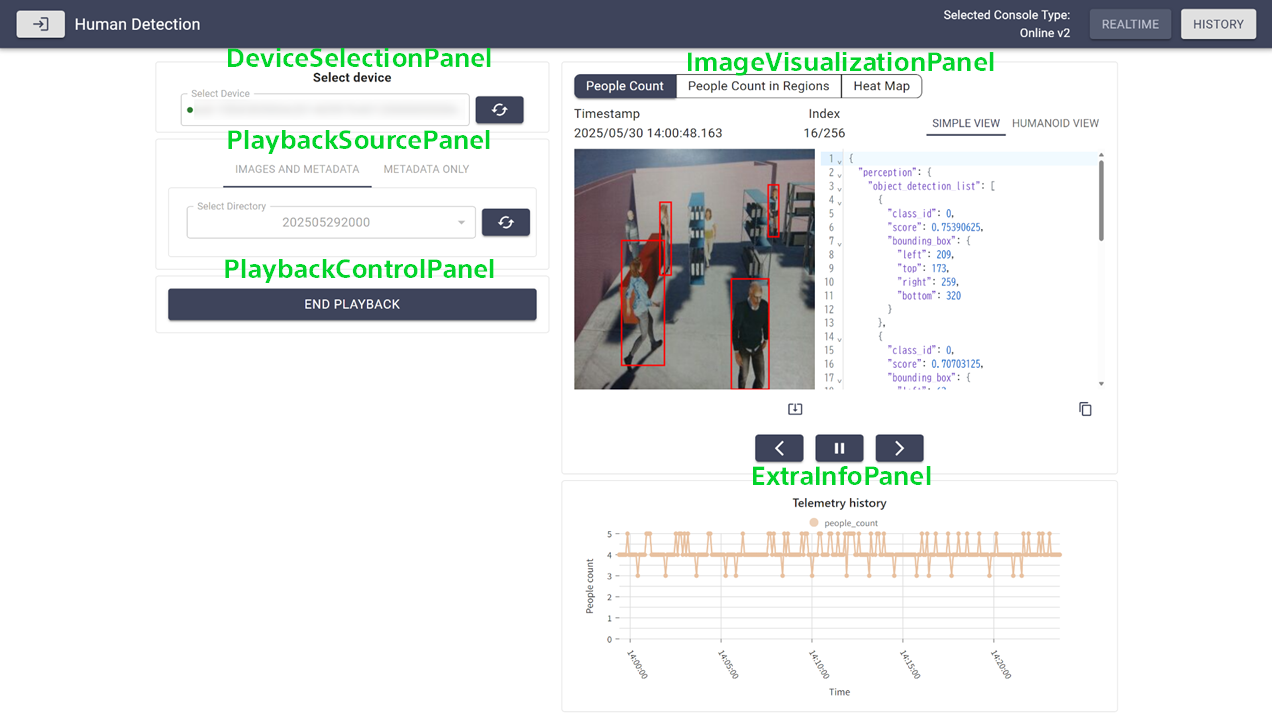 Human Detection
Selected Console Type:
Online v2
REALTIME
HISTORY
DeviceSelectionPanel
Select device
Select Device
PlaybackSourcePanel
IMAGES AND METADATA
METADATA ONLY
Select Directory
202505292000
PlaybackControlPanel
END PLAYBACK
ImageVisualizationPanel
People Count
People Count in Regions
Heat Map
Timestamp
2025/05/30 14:00:48.163
Index
16/256
SIMPLE VIEW
HUMANOID VIEW
1 {
2 "perception": {
3 "object_detection_list": [
4 {
5 "class_id": 0,
6 "score": 0.75390625,
7 "bounding_box": {
8 "left": 209,
9 "top": 173,
10 "right": 259,
11 "bottom": 320
12 }
13 },
14 {
15 "class_id": 0,
16 "score": 0.70703125,
17 "bounding_box": {
ExtraInfoPanel
Telemetry history
people_count
People count
5
4
3
2
1
0
14:00:00
14:05:00
14:10:00
14:15:00
14:20:00
Time